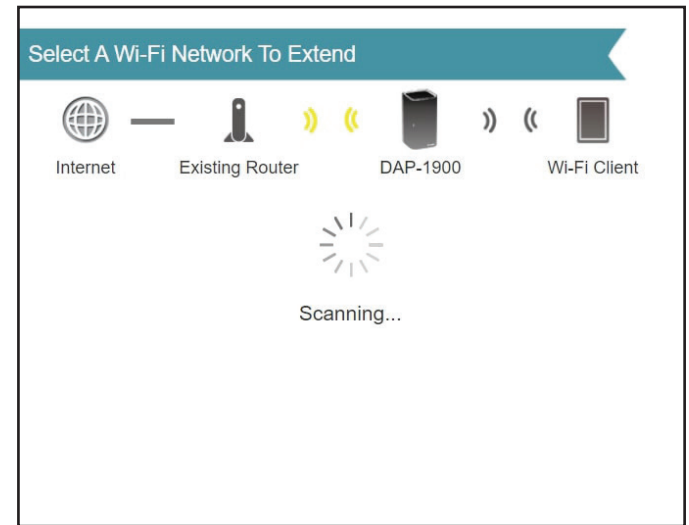 Select A Wi-Fi Network To Extend
Internet Existing Router DAP-1900 Wi-Fi Client
Scanning...